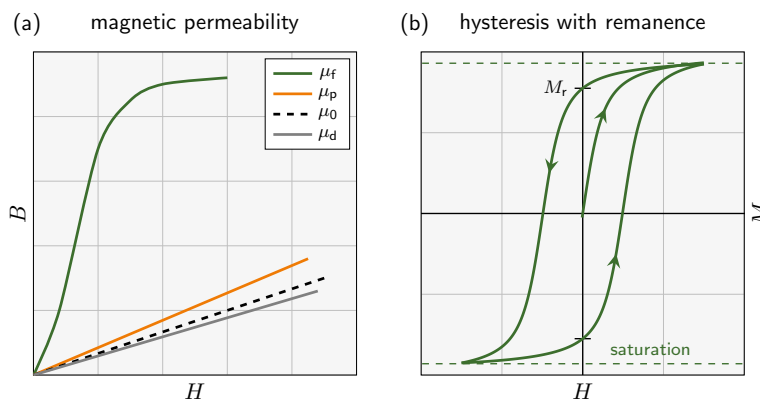 (a) magnetic permeability
B
μf
μp
μ0
μd
H
(b) hysteresis with remanence
Mr
M
saturation
H